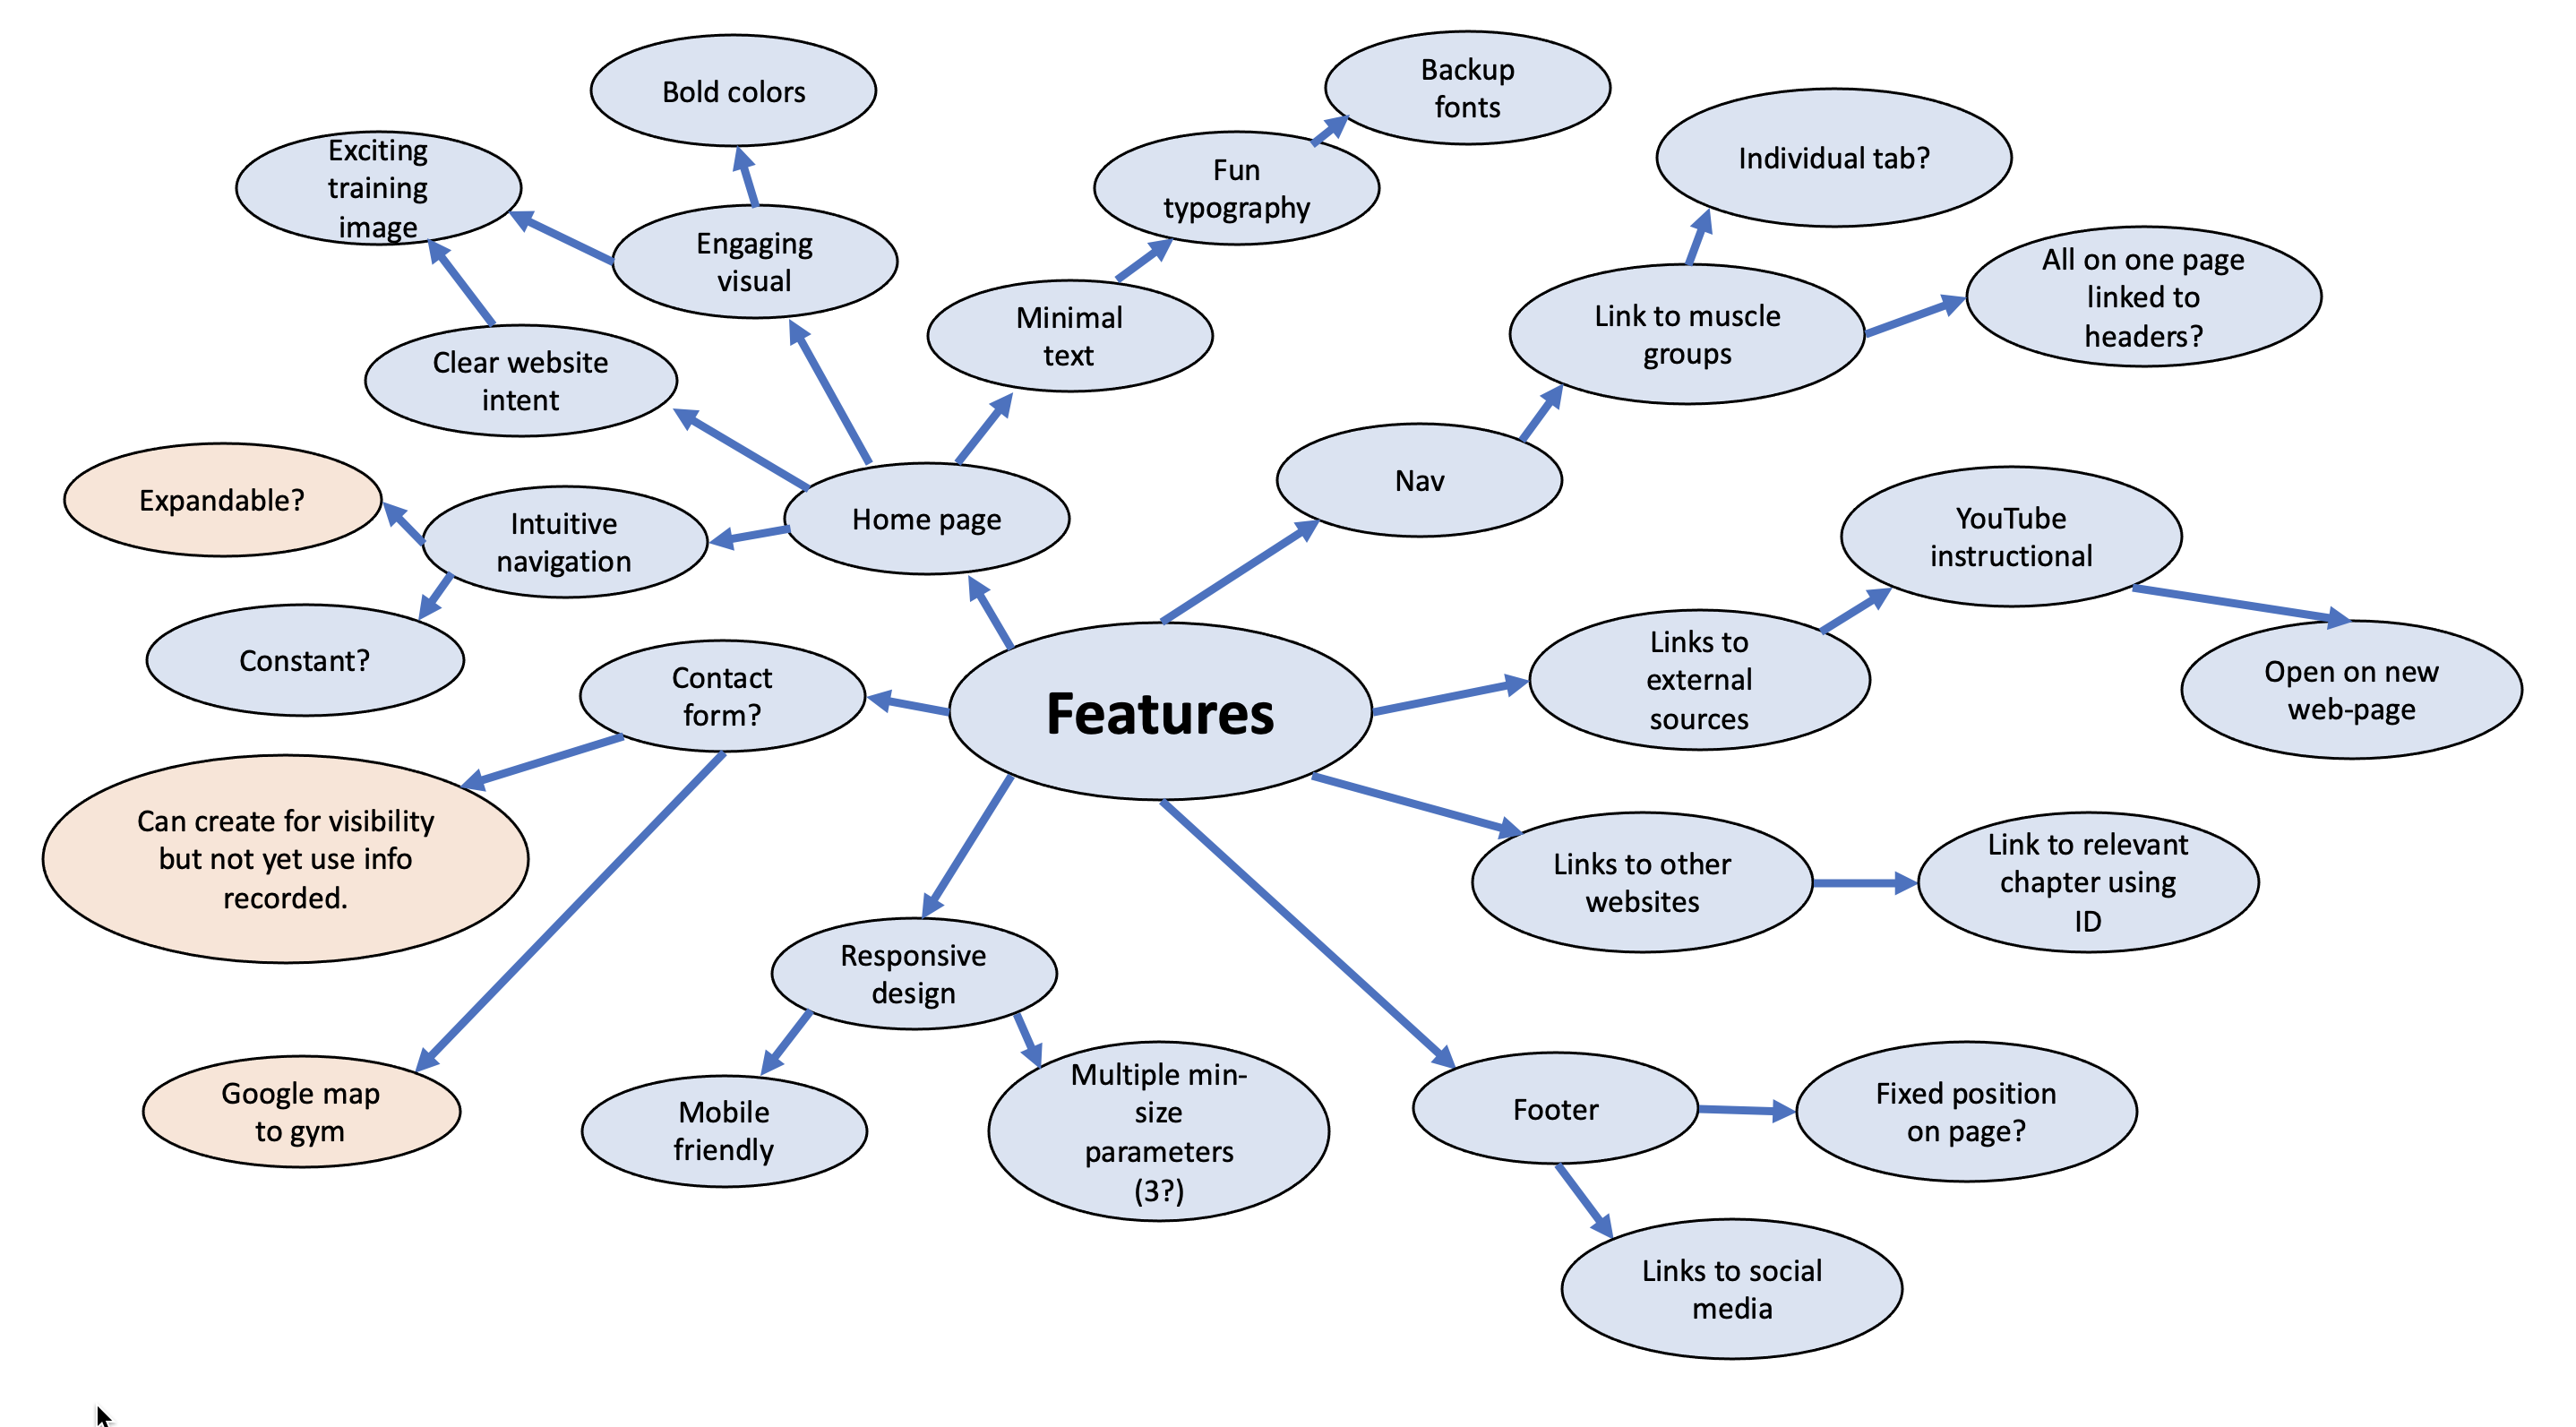 Bold colors
Backup
fonts
Exciting
training
image
Fun
typography
Individual tab?
Engaging
visual
All on one page
linked to
headers?
Minimal
text
Link to muscle
groups
Clear website
intent
Nav
Expandable?
Intuitive
navigation
Home page
YouTube
instructional
Constant?
Contact
form?
Features
Links to
external
sources
Open on new
web-page
Can create for visibility
but not yet use info
recorded.
Links to other
websites
Link to relevant
chapter using
ID
Responsive
design
Google map
to gym
Mobile
friendly
Multiple min-
size
parameters
(3?)
Footer
Fixed position
on page?
Links to social
media